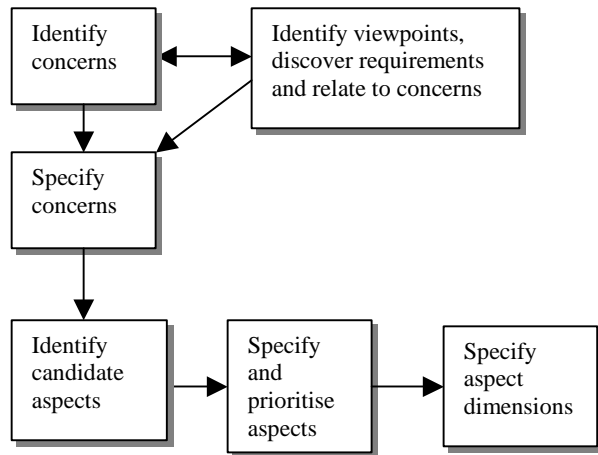 Identify
concerns
Identify viewpoints,
discover requirements
and relate to concerns
Specify
concerns
Identify
candidate
aspects
Specify
and
prioritise
aspects
Specify
aspect
dimensions